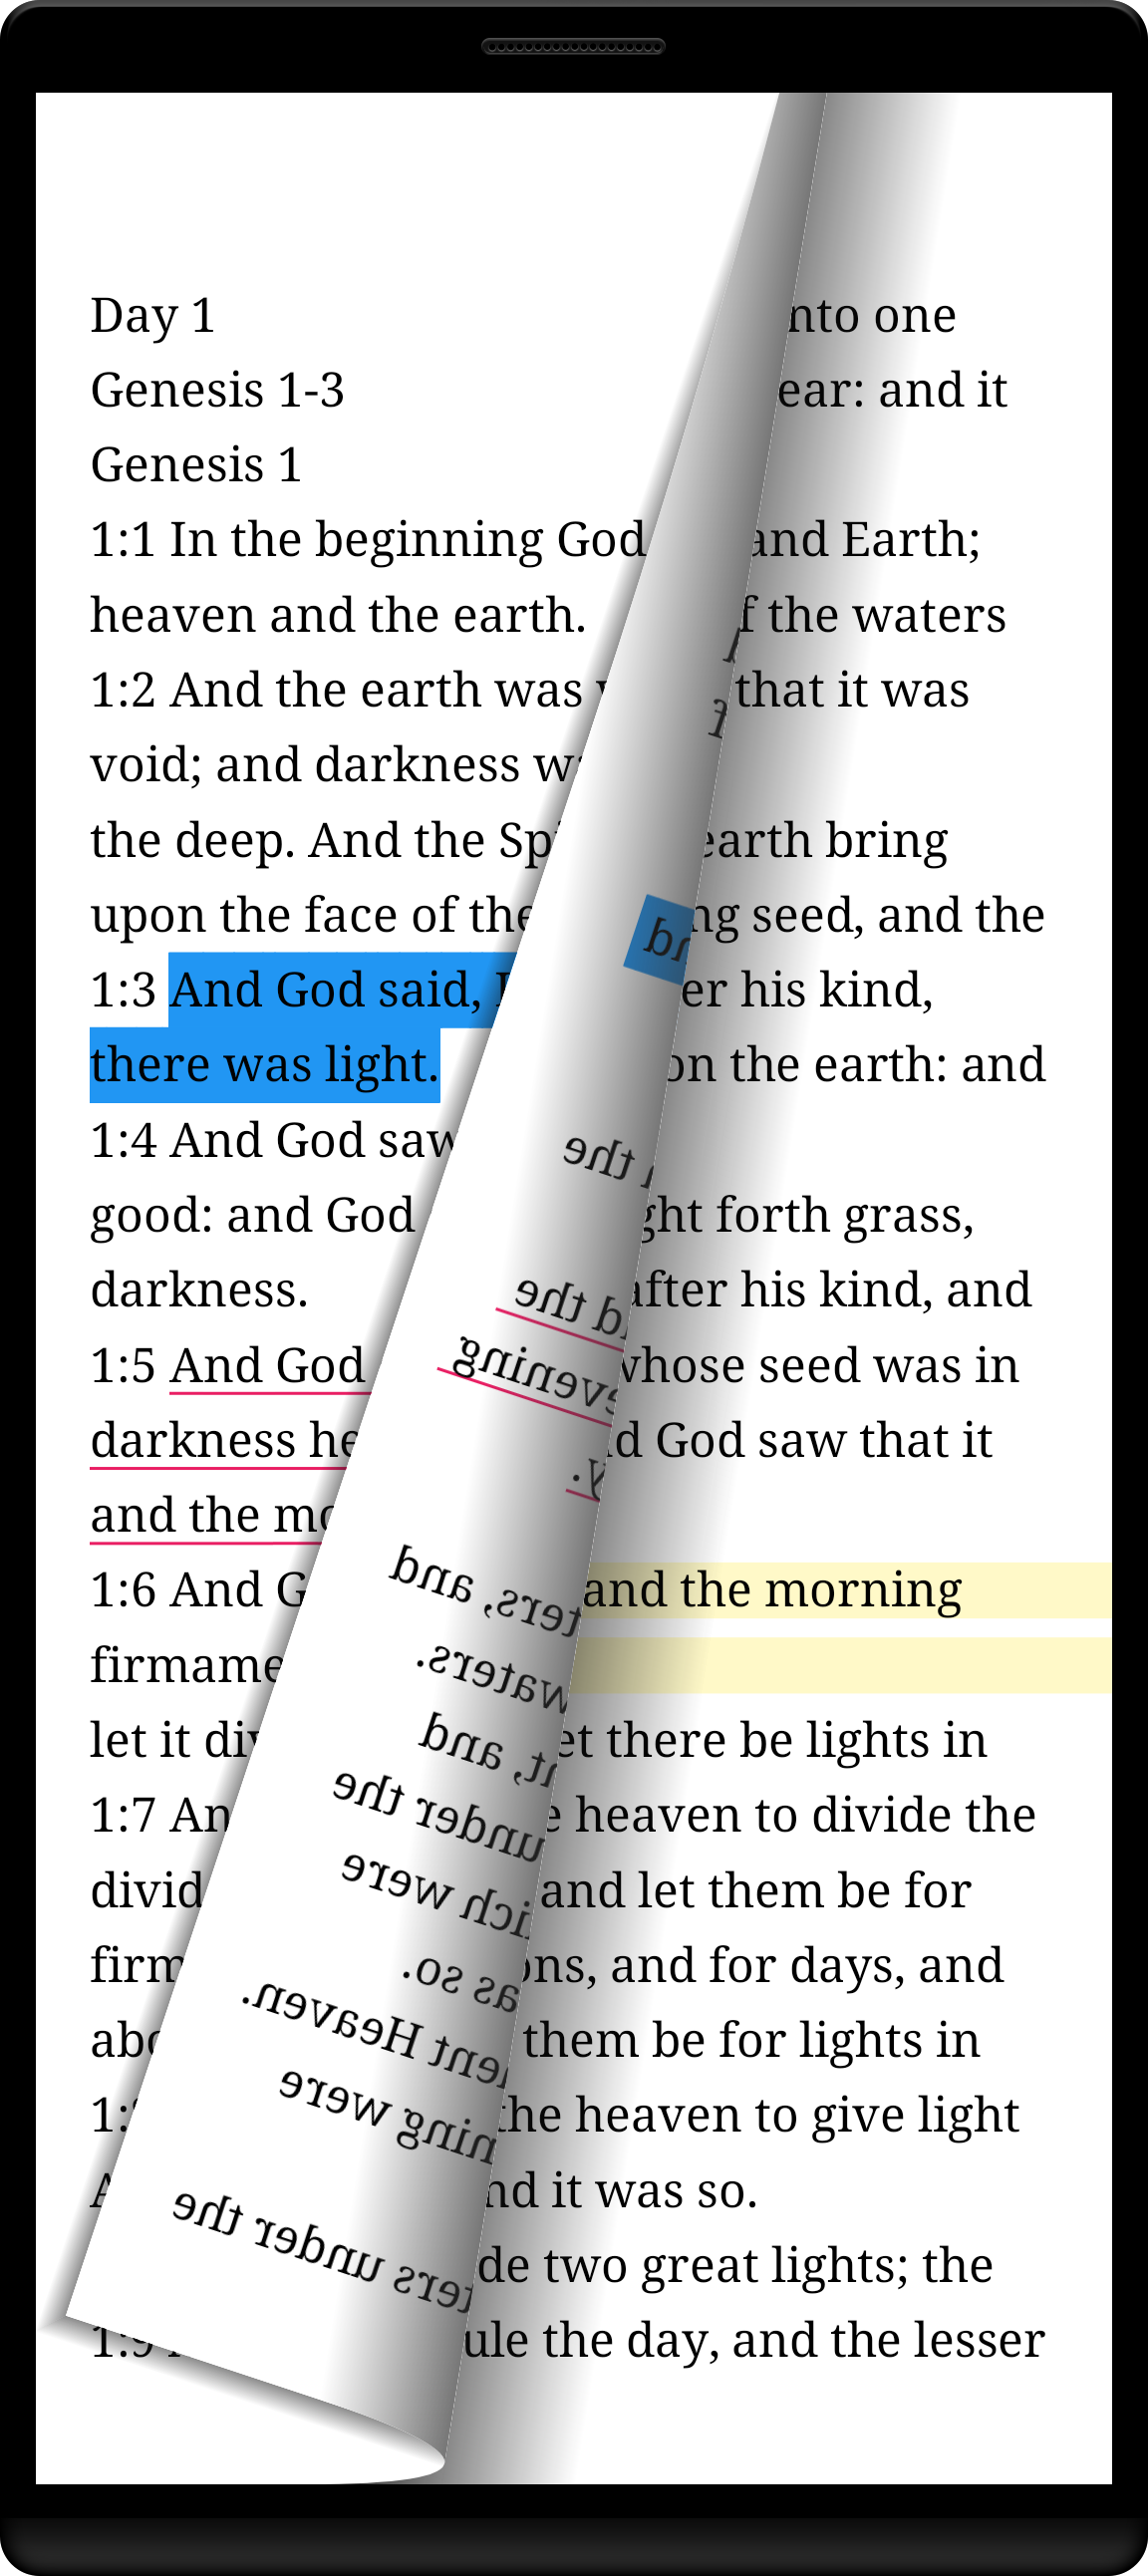 Day 1
Genesis 1-3
Genesis 1
1:1 In the beginning God
heaven and the earth.
1:2 And the earth was
void; and darkness wa
the deep. And the Spi
upon the face of the
1:3 And God said,
there was light.
1:4 And God saw
good: and God
darkness.
1:5 And God
darkness he
and the mo
1:6 And G
firmame
let it div
1:7 An
divid
firm
abo
1:
A
1:9
f
nd
the
d the
evening
y.
ters, and
waters.
t, and
under the
ich were
as so.
ent Heaven.
ning were
ters under the
nto one
ear: and it
and Earth;
f the waters
that it was
earth bring
ng seed, and the
er his kind,
on the earth: and
ght forth grass,
after his kind, and
whose seed was in
d God saw that it
and the morning
et there be lights in
e heaven to divide the
and let them be for
ons, and for days, and
them be for lights in
the heaven to give light
nd it was so.
de two great lights; the
ule the day, and the lesser